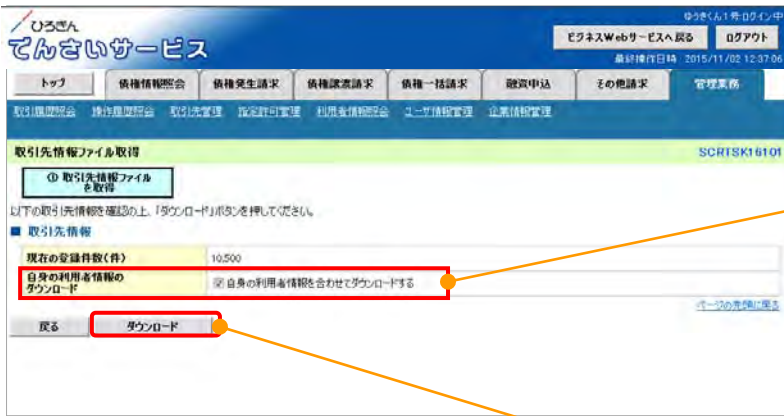 ひろぎん
でんさいサービス
ゆうきくん1号ログイン中
ビジネスWebサービスへ戻る ログアウト
最終操作日時 2015/11/02 12:37:06
トップ 債権情報照会 債権発生請求 債権譲渡請求 債権一括請求 融資申込 その他請求 管理業務
取引履歴照会 操作履歴照会 取引先管理 指定許可管理 利用者情報照会 ユーザ情報管理 企業情報管理
取引先情報ファイル取得 SCRTSK16101
① 取引先情報ファイル
を取得
以下の取引先情報を確認の上、「ダウンロード」ボタンを押してください。
■ 取引先情報
現在の登録件数(件) 10,500
自身の利用者情報の
ダウンロード
自身の利用者情報を合わせてダウンロードする
ページの先頭に戻る
戻る ダウンロード